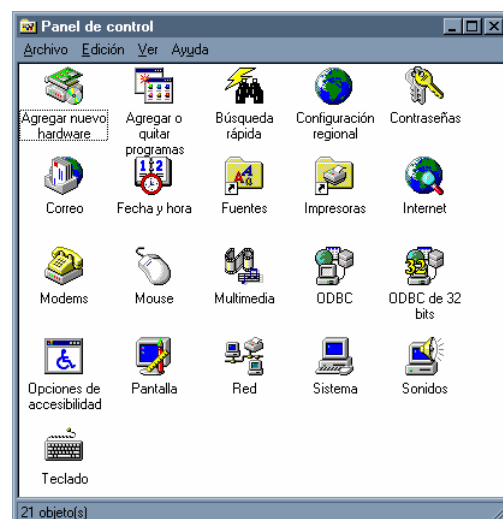 Panel de control
Archivo Edición Ver Ayuda
Agregar nuevo hardware
Agregar o quitar programas
Búsqueda rápida
Configuración regional
Contraseñas
Correo
Fecha y hora
Fuentes
Impresoras
Internet
Modems
Mouse
Multimedia
ODBC
ODBC de 32 bits
Opciones de accesibilidad
Pantalla
Red
Sistema
Sonidos
Teclado
21 objeto(s)